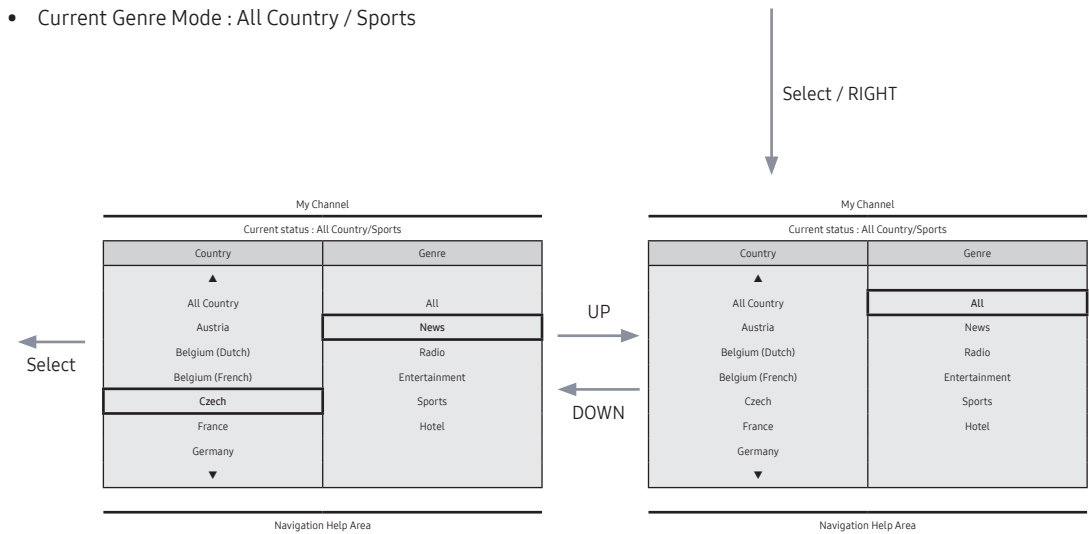 • Current Genre Mode : All Country / Sports
Select / RIGHT
My Channel
Current status : All Country/Sports
Country Genre
▲
All Country All
Austria News
Belgium (Dutch) Radio
Belgium (French) Entertainment
Czech Sports
France Hotel
Germany
▼
Navigation Help Area
Select
UP
DOWN
My Channel
Current status : All Country/Sports
Country Genre
▲
All Country All
Austria News
Belgium (Dutch) Radio
Belgium (French) Entertainment
Czech Sports
France Hotel
Germany
▼
Navigation Help Area